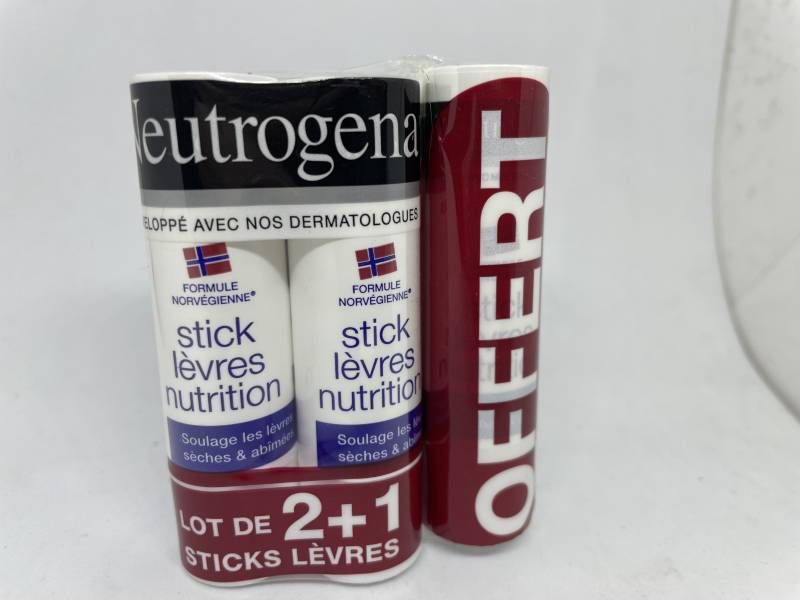 Neutrogena
ELOPPÉ AVEC NOS DERMATOLOGUES
FORMULE
NORVÉGIENNE®
stick
lèvres
nutrition
Soulage les lèvres
sèches & abîmées
FORMULE
NORVÉGIENNE®
stick
lèvres
nutrition
Soulage les
sèches &
LOT DE 2+1
STICKS LÈVRES
OFFERT